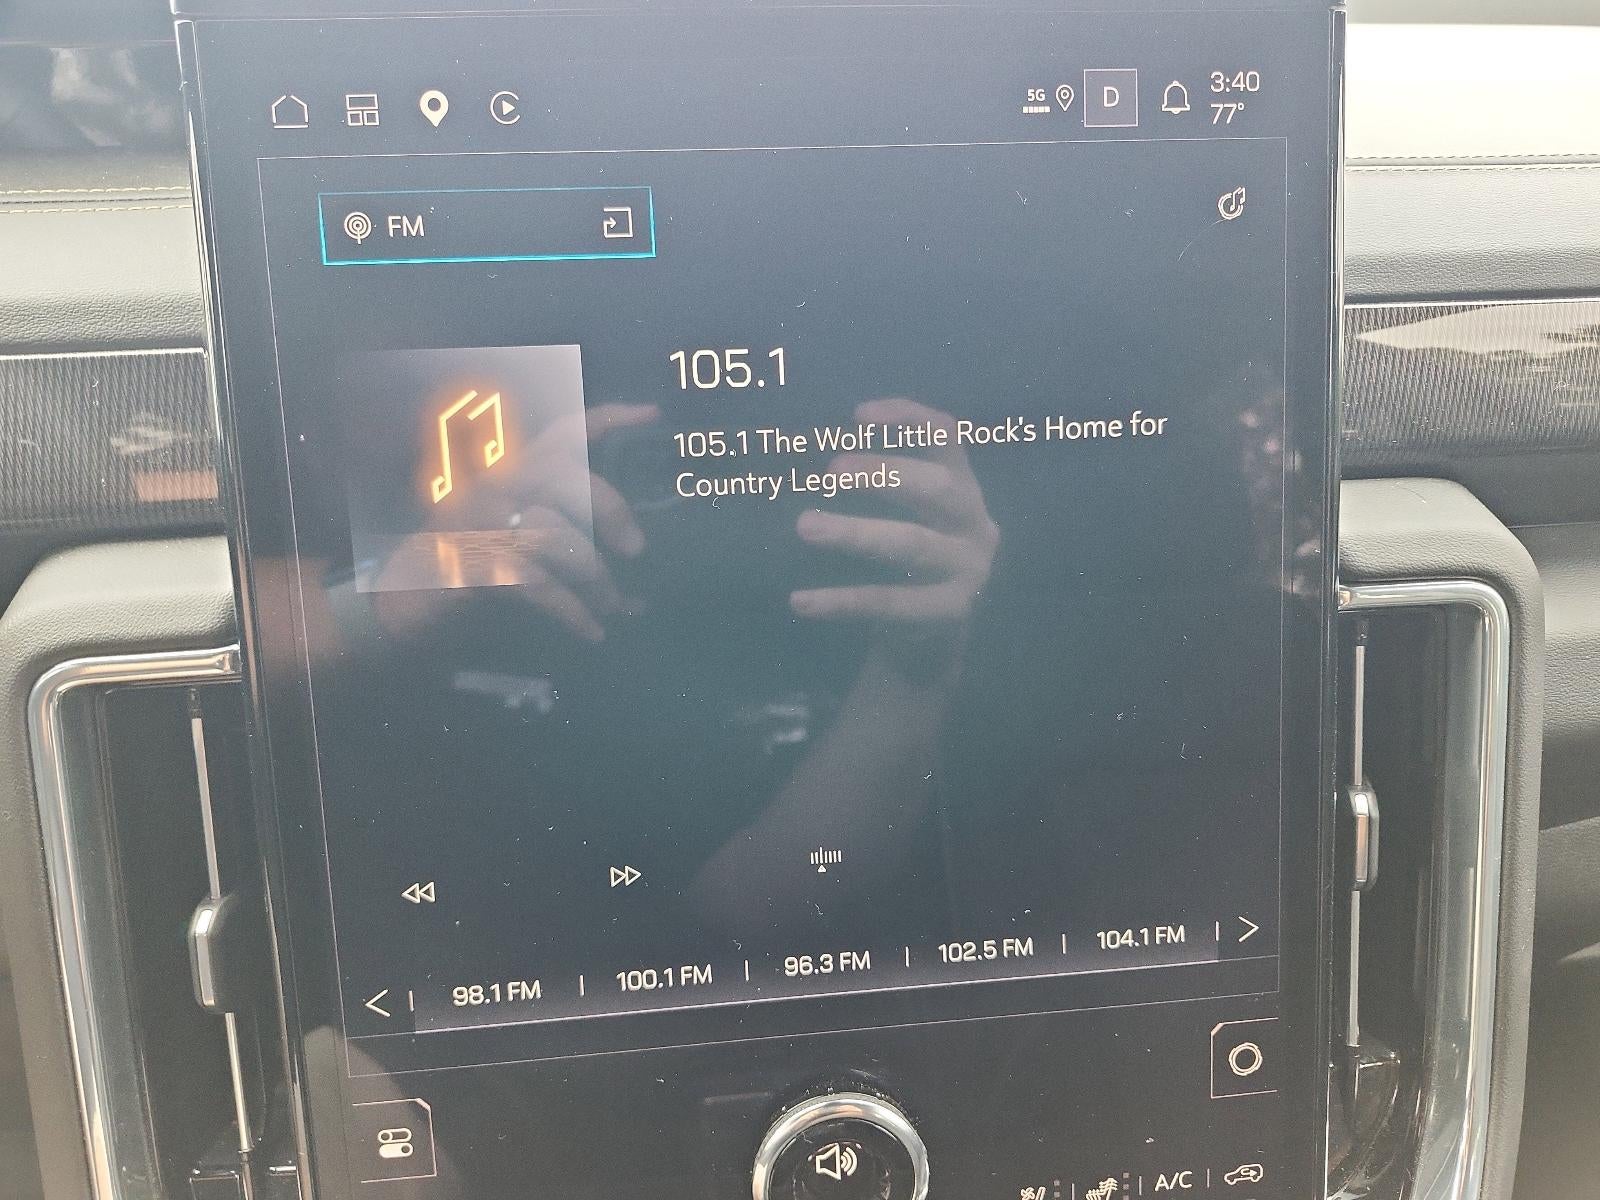 5G D 3:40
77°
FM
105.1
105.1 The Wolf Little Rock's Home for
Country Legends
98.1 FM | 100.1 FM | 96.3 FM | 102.5 FM | 104.1 FM
A/C